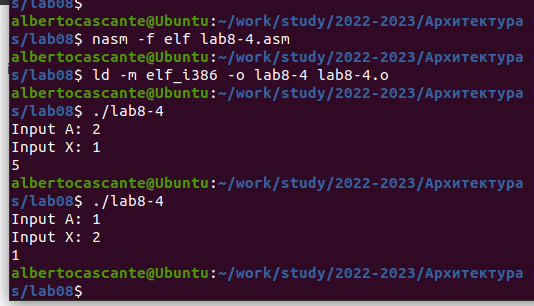 s/lab08$
albertocascante@Ubuntu:~/work/study/2022-2023/Архитектура
s/lab08$ nasm -f elf lab8-4.asm
albertocascante@Ubuntu:~/work/study/2022-2023/Архитектура
s/lab08$ ld -m elf_i386 -o lab8-4 lab8-4.o
albertocascante@Ubuntu:~/work/study/2022-2023/Архитектура
s/lab08$ ./lab8-4
Input A: 2
Input X: 1
5
albertocascante@Ubuntu:~/work/study/2022-2023/Архитектура
s/lab08$ ./lab8-4
Input A: 1
Input X: 2
1
albertocascante@Ubuntu:~/work/study/2022-2023/Архитектура
s/lab08$